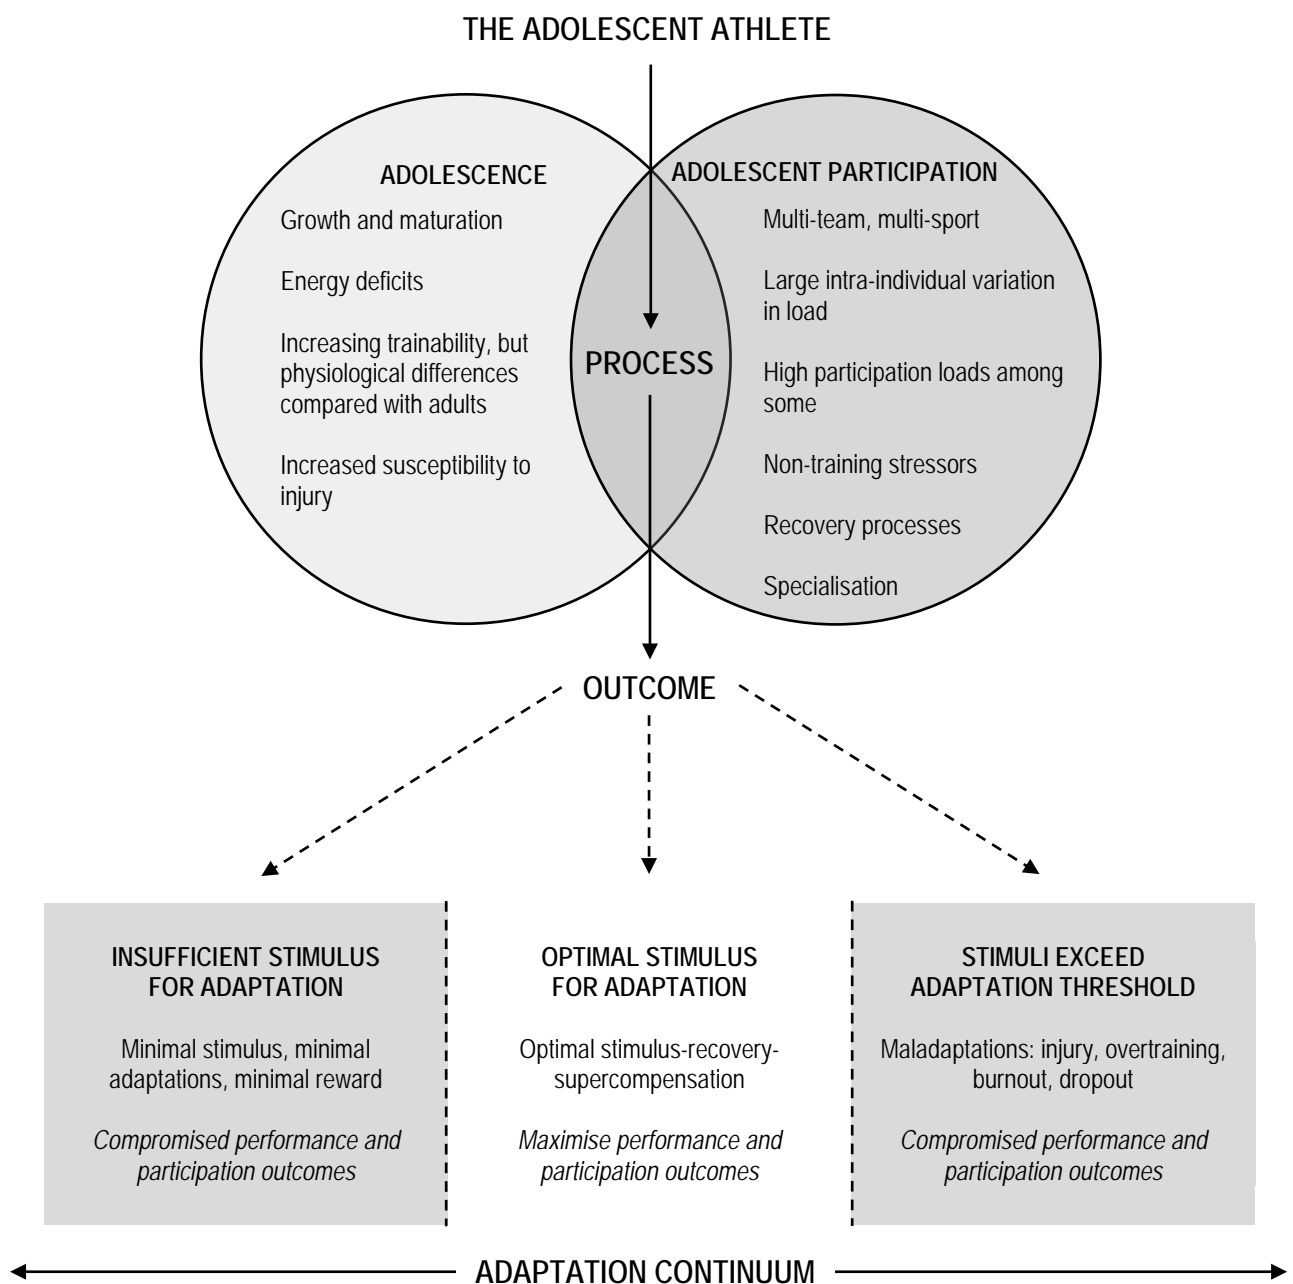 THE ADOLESCENT ATHLETE
ADOLESCENCE
Growth and maturation
Energy deficits
Increasing trainability, but
physiological differences
compared with adults
Increased susceptibility to
injury
PROCESS
ADOLESCENT PARTICIPATION
Multi-team, multi-sport
Large intra-individual variation
in load
High participation loads among
some
Non-training stressors
Recovery processes
Specialisation
OUTCOME
INSUFFICIENT STIMULUS
FOR ADAPTATION
Minimal stimulus, minimal
adaptations, minimal reward
Compromised performance and
participation outcomes
OPTIMAL STIMULUS
FOR ADAPTATION
Optimal stimulus-recovery-
supercompensation
Maximise performance and
participation outcomes
STIMULI EXCEED
ADAPTATION THRESHOLD
Maladaptations: injury, overtraining,
burnout, dropout
Compromised performance and
participation outcomes
ADAPTATION CONTINUUM